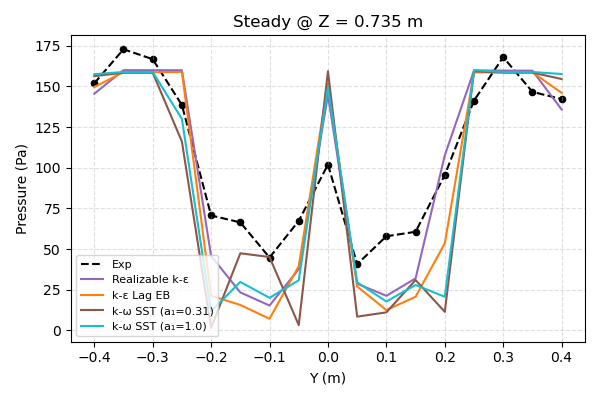 Steady @ Z = 0.735 m
Pressure (Pa)
175
150
125
100
75
50
25
0
Exp
Realizable k-ε
k-ε Lag EB
k-ω SST (a₁=0.31)
k-ω SST (a₁=1.0)
−0.4 −0.3 −0.2 −0.1 0.0 0.1 0.2 0.3 0.4
Y (m)